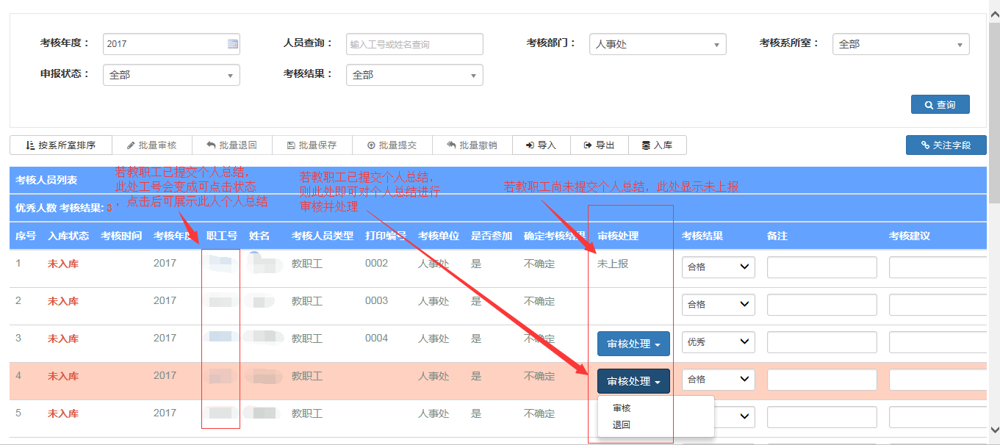 考核年度： 2017 人员查询： 输入工号或姓名查询 考核部门： 人事处 考核系所室： 全部
申报状态： 全部 考核结果： 全部
查询
按系所室排序 批量审核 批量退回 批量保存 批量提交 批量撤销 导入 导出 入库 关注字段
考核人员列表
若教职工已提交个人总结，
此处工号会变成可点击状态
，点击后可展示此人个人总结
若教职工已提交个人总结，
则此处即可对个人总结进行
审核并处理
若教职工尚未提交个人总结，此处显示未上报
优秀人数 考核结果: 3
序号 入库状态 考核时间 考核年度 职工号 姓名 考核人员类型 打印编号 考核单位 是否参加 确定考核结果 审核处理 考核结果 备注 考核建议
1 未入库 2017 教职工 0002 人事处 是 不确定 未上报 合格
2 未入库 2017 教职工 0003 人事处 是 不确定 合格
3 未入库 2017 教职工 0004 人事处 是 不确定 审核处理 优秀
4 未入库 2017 教职工 人事处 是 不确定 审核处理 合格
审核
5 未入库 2017 教职工 人事处 是 不确定
退回